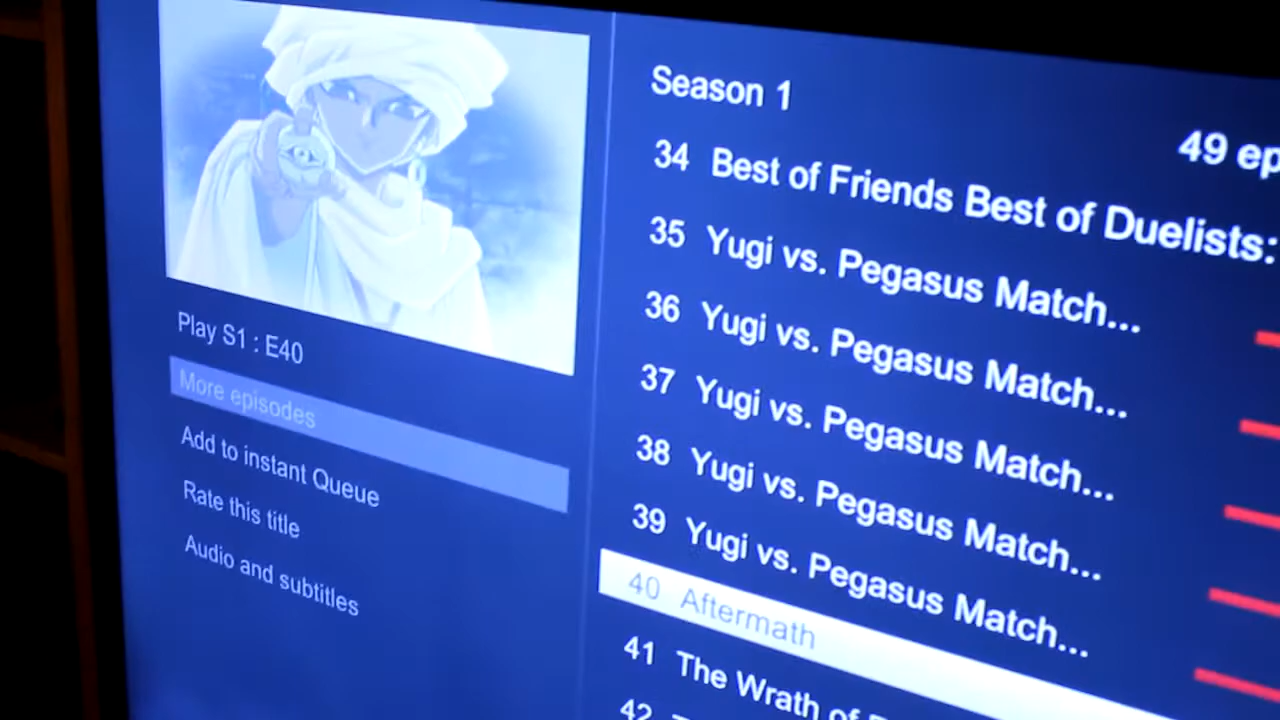 Play S1 : E40
More episodes
Add to instant Queue
Rate this title
Audio and subtitles
Season 1
49 ep
34 Best of Friends Best of Duelists:
35 Yugi vs. Pegasus Match...
36 Yugi vs. Pegasus Match...
37 Yugi vs. Pegasus Match...
38 Yugi vs. Pegasus Match...
39 Yugi vs. Pegasus Match...
40 Aftermath
41 The Wrath of
42